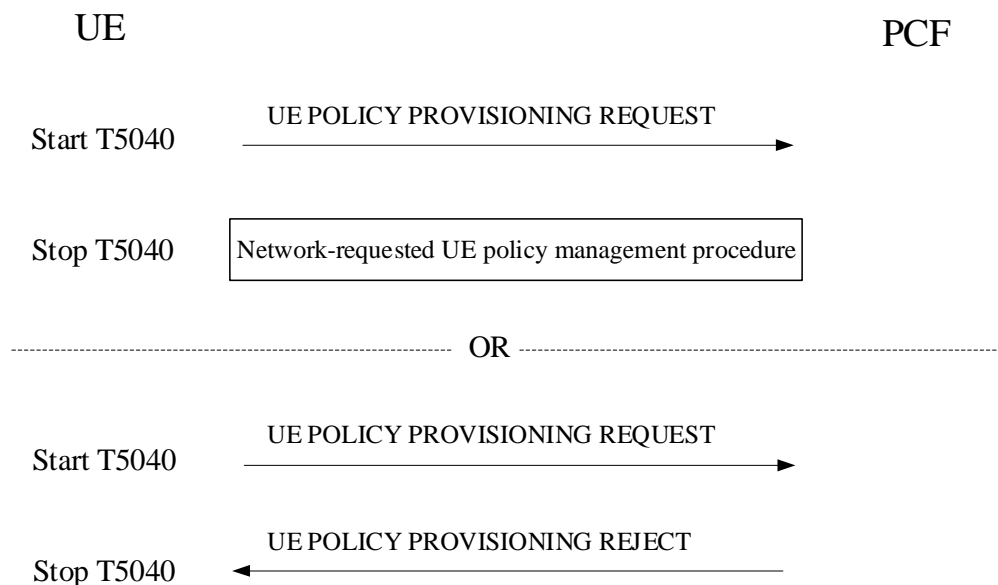 UE PCF
UE POLICY PROVISIONING REQUEST
Start T5040
Stop T5040 Network-requested UE policy management procedure
OR
UE POLICY PROVISIONING REQUEST
Start T5040
UE POLICY PROVISIONING REJECT
Stop T5040